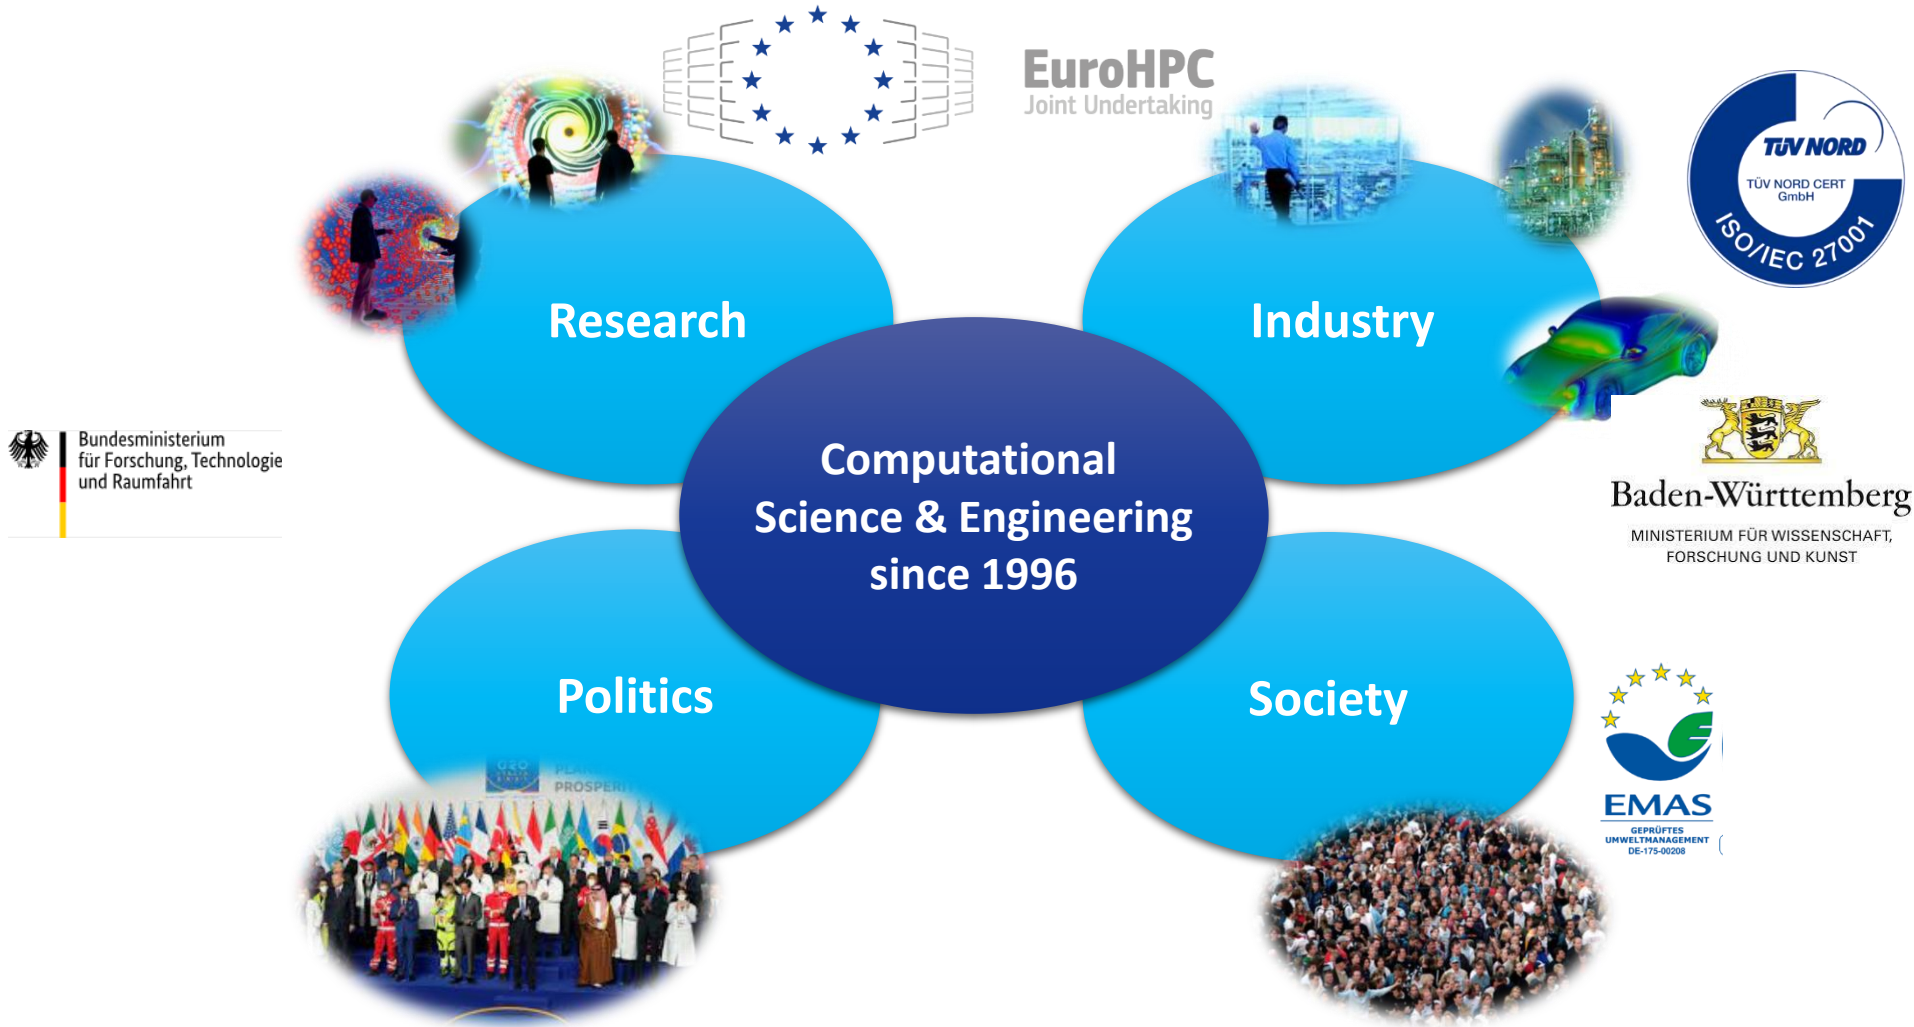 EuroHPC
Joint Undertaking
TÜV NORD
TÜV NORD CERT
GmbH
ISO/IEC 27001
Research
Industry
Bundesministerium
für Forschung, Technologie
und Raumfahrt
Computational
Science & Engineering
since 1996
Baden-Württemberg
MINISTERIUM FÜR WISSENSCHAFT,
FORSCHUNG UND KUNST
Politics
Society
G20
PROSPERI
EMAS
GEPRÜFTES
UMWELTMANAGEMENT
DE-175-00208